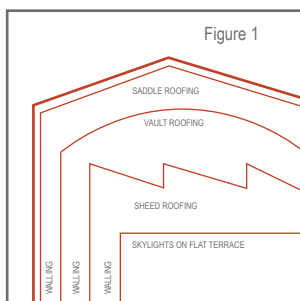 Figure 1
SADDLE ROOFING
VAULT ROOFING
SHEED ROOFING
SKYLIGHTS ON FLAT TERRACE
WALLING
WALLING
WALLING